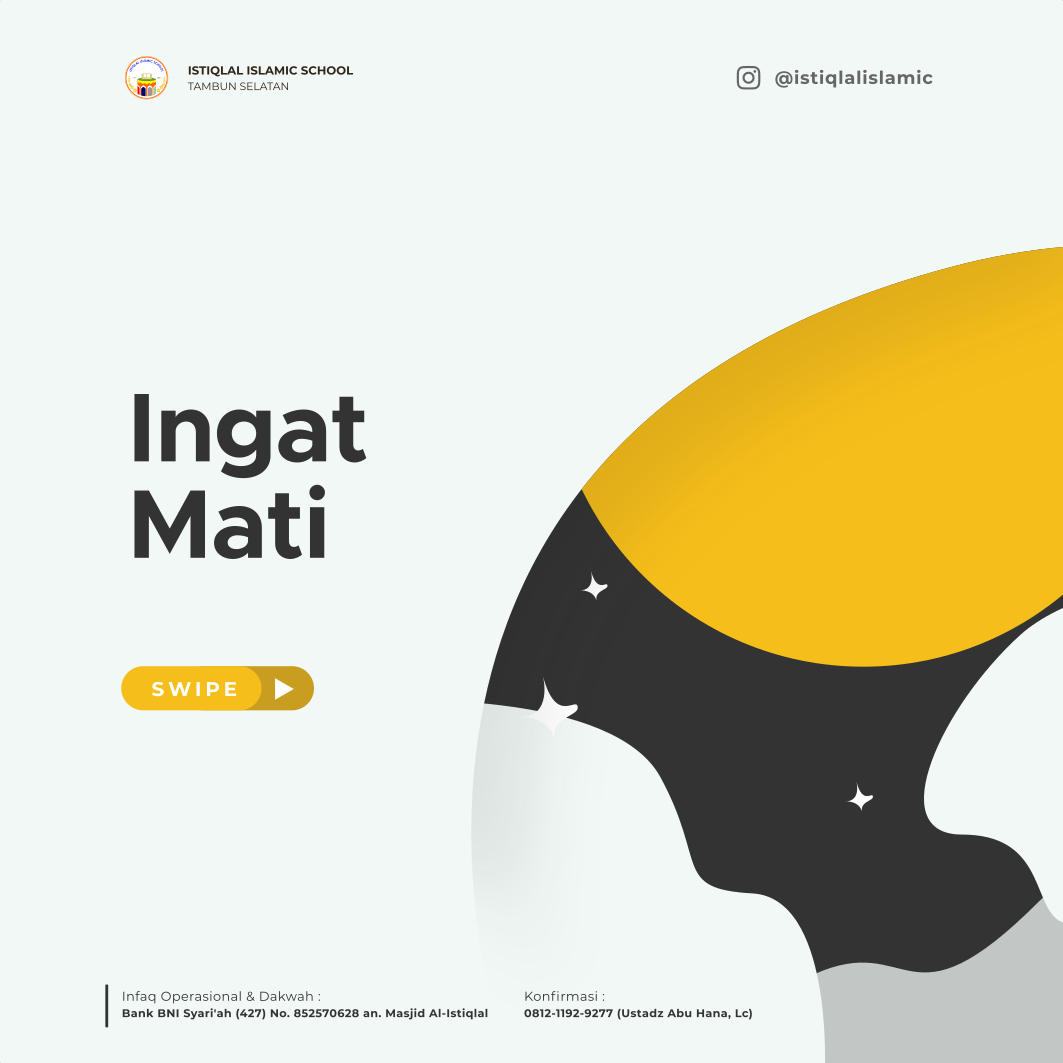 ISTIQLAL ISLAMIC SCHOOL
TAMBUN SELATAN
@istiqlalislamic
Ingat
Mati
SWIPE
Infaq Operasional & Dakwah :
Bank BNI Syari'ah (427) No. 852570628 an. Masjid Al-Istiqlal
Konfirmasi :
0812-1192-9277 (Ustadz Abu Hana, Lc)